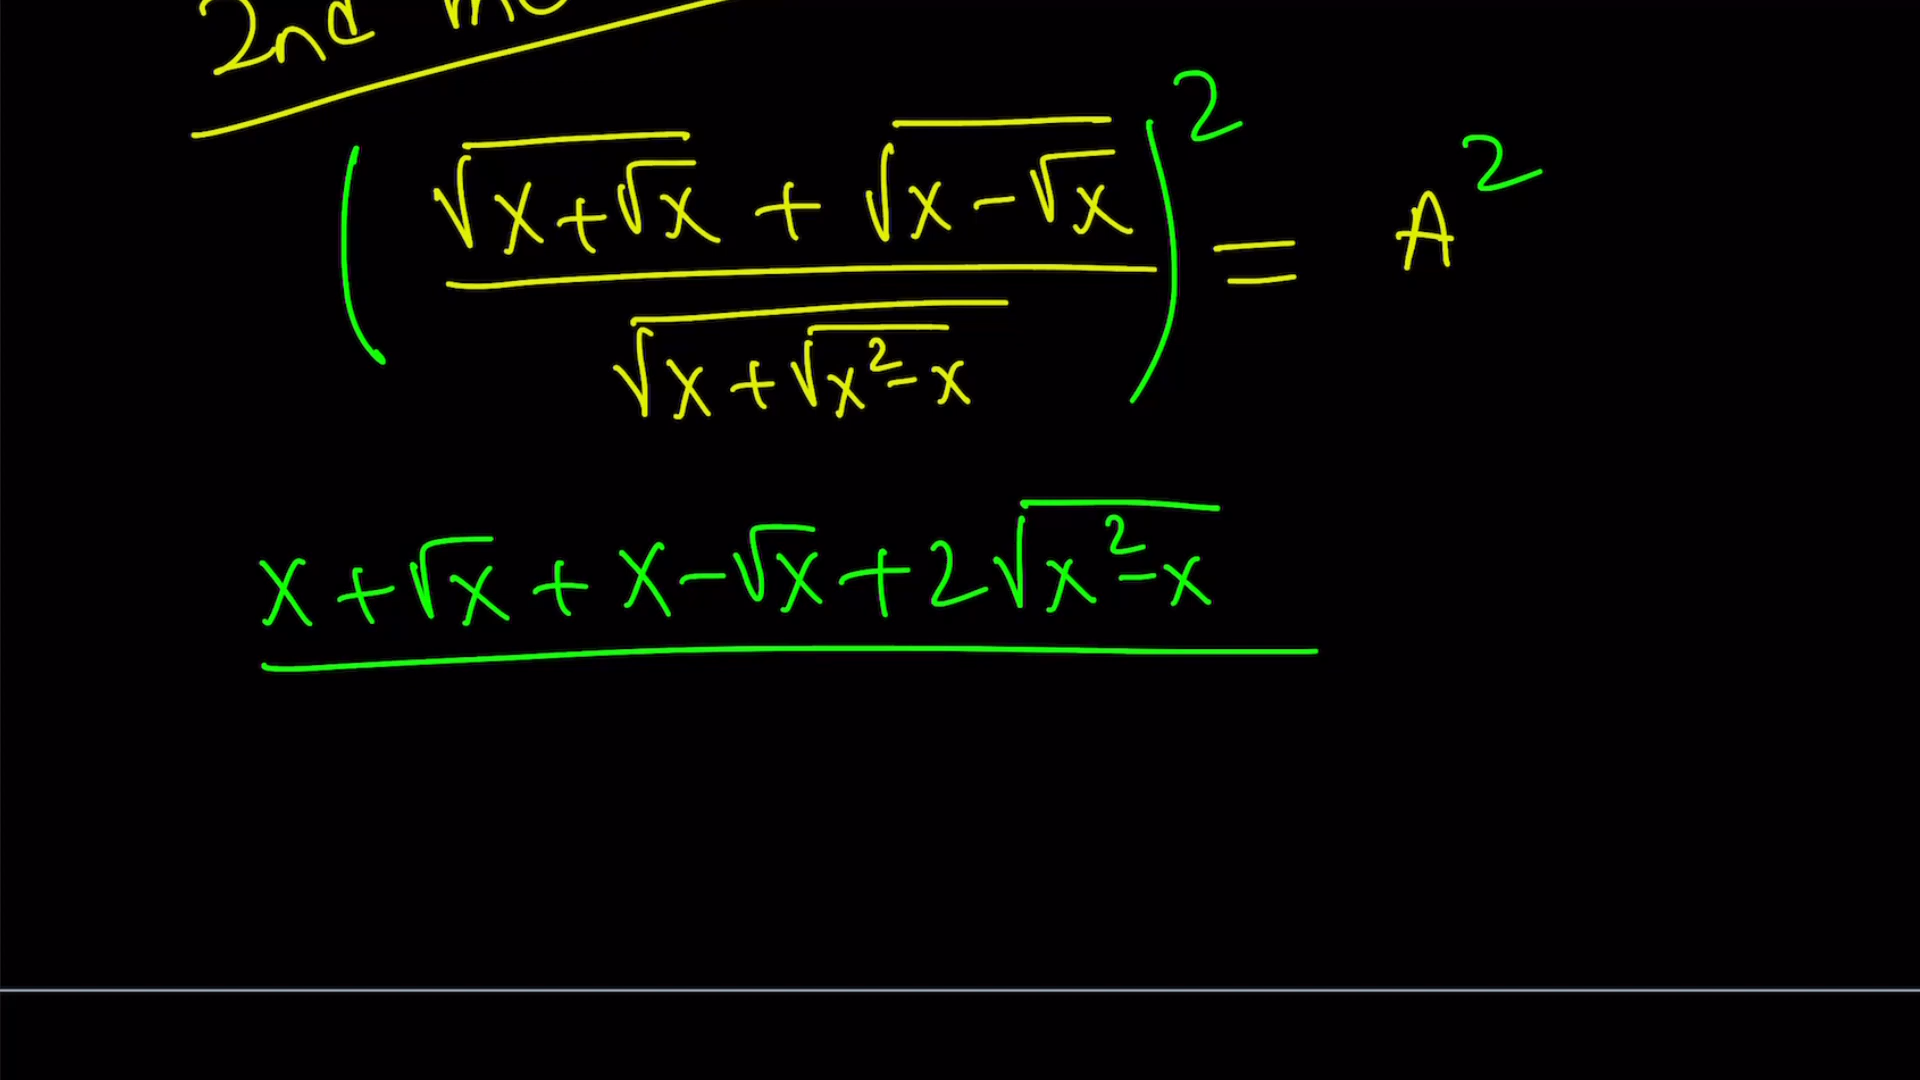 2nd
(√(x+√x) + √(x-√x) / √(x+√(x²-x)))² = A²
x+√x + x-√x+2√(x²-x)